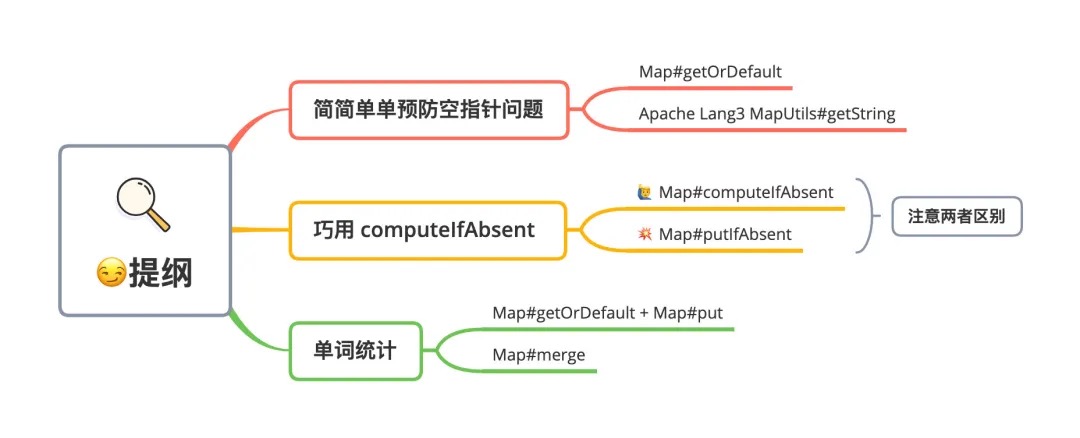 😏提纲
简简单单预防空指针问题
Map#getOrDefault
Apache Lang3 MapUtils#getString
巧用 computeIfAbsent
🙋‍♂️ Map#computeIfAbsent
💥 Map#putIfAbsent
注意两者区别
单词统计
Map#getOrDefault + Map#put
Map#merge